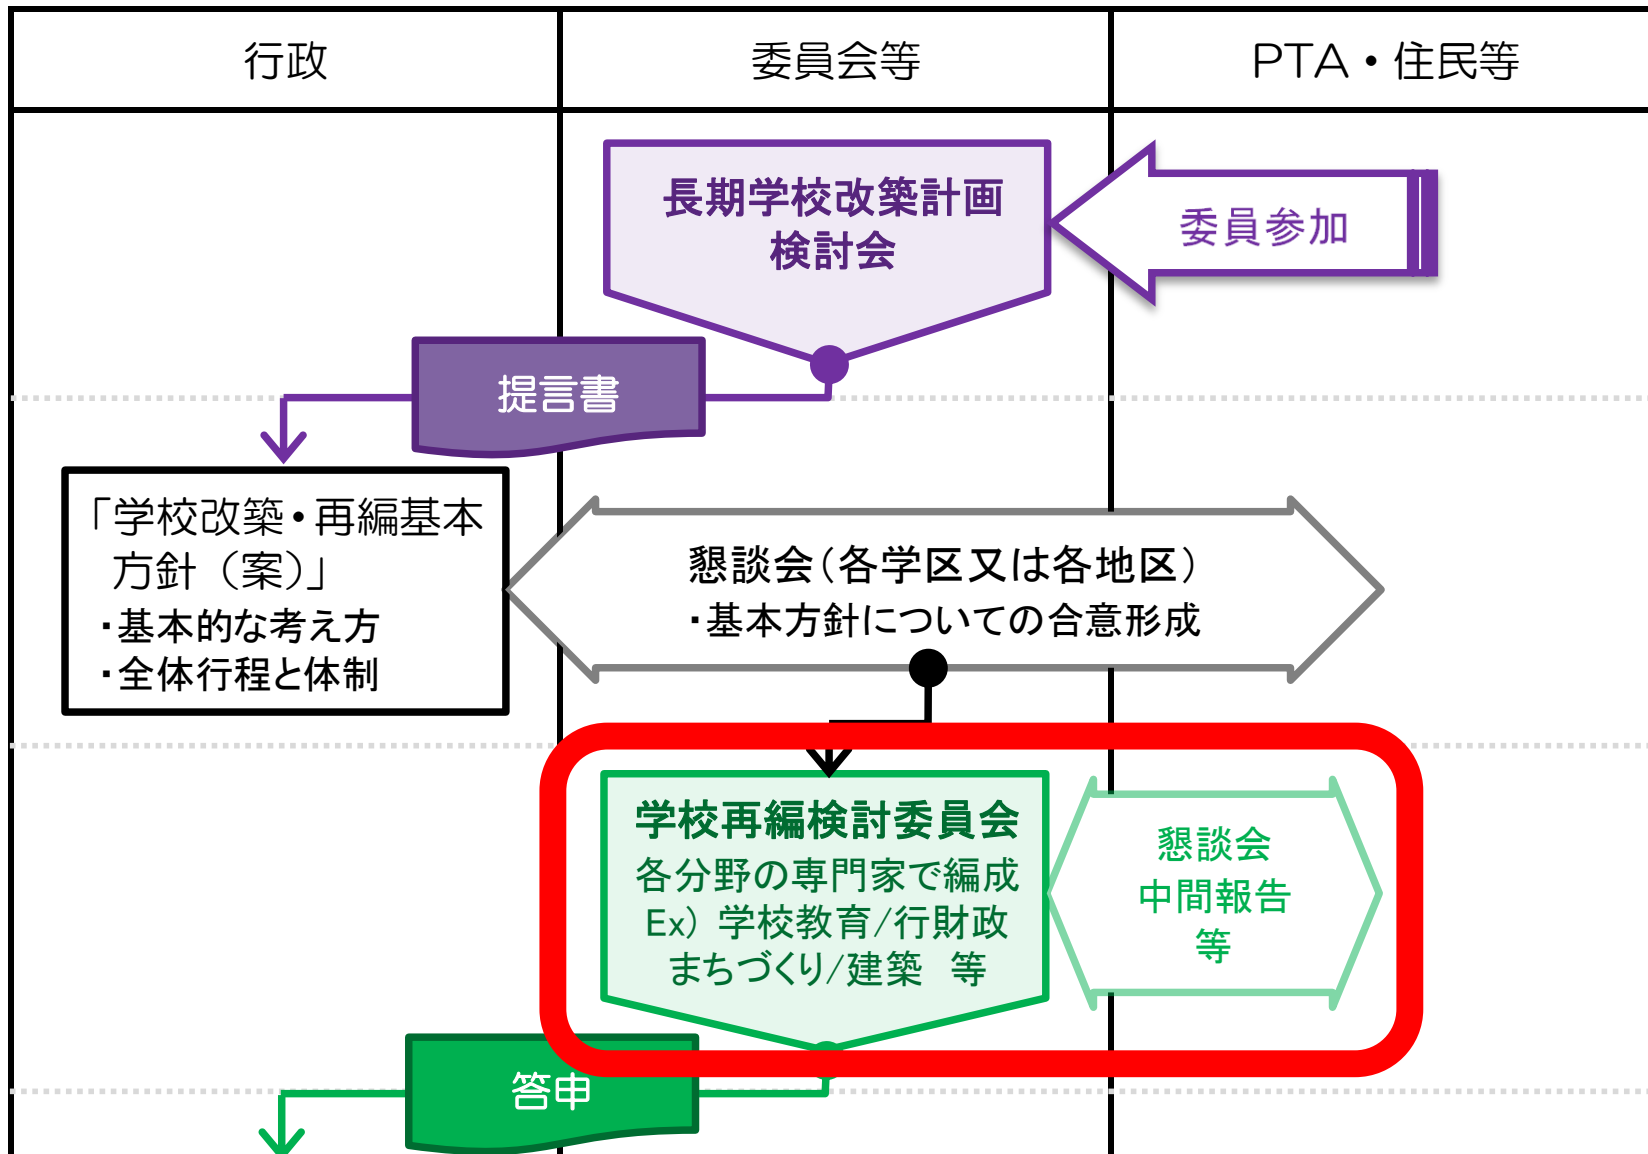 行政
委員会等
PTA・住民等
長期学校改築計画
検討会
委員参加
提言書
「学校改築・再編基本
方針（案）」
・基本的な考え方
・全体行程と体制
懇談会（各学区又は各地区）
・基本方針についての合意形成
学校再編検討委員会
各分野の専門家で編成
Ex）学校教育/行財政
まちづくり/建築　等
懇談会
中間報告
等
答申